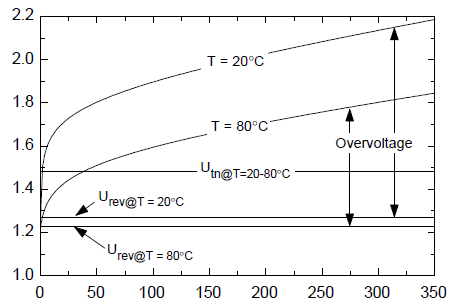 2.2
2.0
1.8
1.6
1.4
1.2
1.0
T = 20°C
T = 80°C
Overvoltage
Utn@T=20-80°C
Urev@T = 20°C
Urev@T = 80°C
0 50 100 150 200 250 300 350